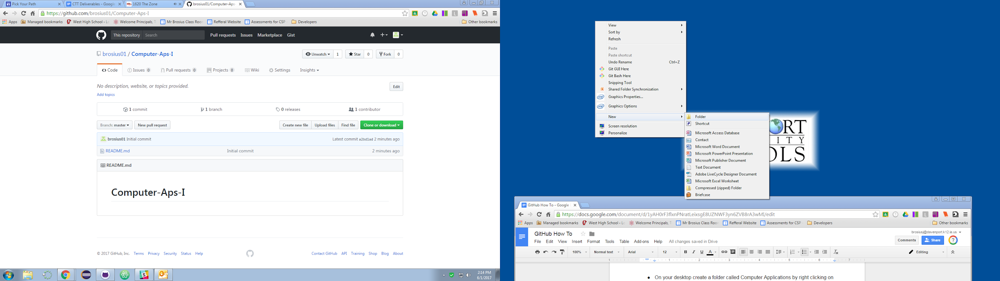 Pick Your Path
CTT Deliverables - Google
1620 The Zone
brosius01/Computer-Aps-
https://github.com/brosius01/Computer-Aps-I
Apps Managed bookmarks West High School ‹ Lo Welcome Principals, T Mr Brosius Class Room Refferal Website Assessments for CSP Developers Other bookmarks
This repository Search Pull requests Issues Marketplace Gist
brosius01 / Computer-Aps-I
Unwatch 1 Star 0 Fork 0
Code Issues 0 Pull requests 0 Projects 0 Wiki Settings Insights
No description, website, or topics provided. Edit
Add topics
1 commit 1 branch 0 releases 1 contributor
Branch: master New pull request Create new file Upload files Find file Clone or download
brosius01 Initial commit Latest commit a2bd1ad 2 minutes ago
README.md Initial commit 2 minutes ago
README.md
Computer-Aps-I
© 2017 GitHub, Inc. Terms Privacy Security Status Help Contact GitHub API Training Shop Blog About
2:14 PM
6/1/2017
View
Sort by
Refresh
Paste
Paste shortcut
Undo Rename Ctrl+Z
Git GUI Here
Git Bash Here
Snipping Tool
Shared Folder Synchronization
Graphics Properties...
Graphics Options
New
Screen resolution
Personalize
Folder
Shortcut
Microsoft Access Database
Contact
Microsoft Word Document
Microsoft PowerPoint Presentation
Microsoft Publisher Document
Text Document
Adobe LiveCycle Designer Document
Microsoft Excel Worksheet
Compressed (zipped) Folder
Briefcase
RT
ITY
OLS
GitHub How To - Google
https://docs.google.com/document/d/1yAH0rF3flxnPNratLeixsgE8UZNWF3yn6ZVB8rA3wMI/edit
Apps Managed bookmarks West High School ‹ Lo Welcome Principals, T Mr Brosius Class Room Refferal Website Assessments for CSP Developers Other bookmarks
GitHub How To
brosiusj@davenport.k12.ia.us
File Edit View Insert Format Tools Table Add-ons Help All changes saved in Drive
Comments Share
100% Normal text Arial 12 B I U A Editing
1 1 2 3 4 5 6 7
• On your desktop create a folder called Computer Applications by right clicking on